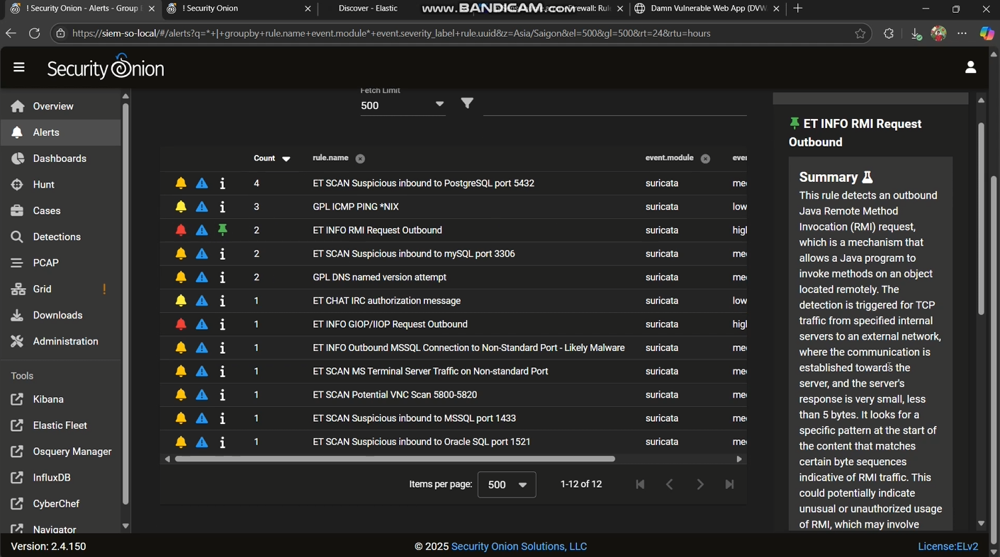 ! Security Onion - Alerts - Group
! Security Onion
Discover - Elastic
www.BANDICAM.com
Firewall: Rul
Damn Vulnerable Web App (DVW
https://siem-so-local/#/alerts?q=*+|+groupby+rule.name+event.module*+event.severity_label+rule.uuid&z=Asia/Saigon&el=500&gl=500&rt=24&rtu=hours
Security Onion
Overview
Alerts
Dashboards
Hunt
Cases
Detections
PCAP
Grid !
Downloads
Administration
Tools
Kibana
Elastic Fleet
Osquery Manager
InfluxDB
CyberChef
Navigator
Fetch Limit
500
Count rule.name event.module
4 ET SCAN Suspicious inbound to PostgreSQL port 5432 suricata me
3 GPL ICMP PING *NIX suricata low
2 ET INFO RMI Request Outbound suricata high
2 ET SCAN Suspicious inbound to mySQL port 3306 suricata me
2 GPL DNS named version attempt suricata me
1 ET CHAT IRC authorization message suricata low
1 ET INFO GIOP/IIOP Request Outbound suricata high
1 ET INFO Outbound MSSQL Connection to Non-Standard Port - Likely Malware suricata me
1 ET SCAN MS Terminal Server Traffic on Non-standard Port suricata me
1 ET SCAN Potential VNC Scan 5800-5820 suricata me
1 ET SCAN Suspicious inbound to MSSQL port 1433 suricata me
1 ET SCAN Suspicious inbound to Oracle SQL port 1521 suricata me
Items per page: 500 1-12 of 12
ET INFO RMI Request
Outbound
Summary
This rule detects an outbound
Java Remote Method
Invocation (RMI) request,
which is a mechanism that
allows a Java program to
invoke methods on an object
located remotely. The
detection is triggered for TCP
traffic from specified internal
servers to an external network,
where the communication is
established towards the
server, and the server's
response is very small, less
than 5 bytes. It looks for a
specific pattern at the start of
the content that matches
certain byte sequences
indicative of RMI traffic. This
could potentially indicate
unusual or unauthorized usage
of RMI, which may involve
Version: 2.4.150
© 2025 Security Onion Solutions, LLC
License:ELv2